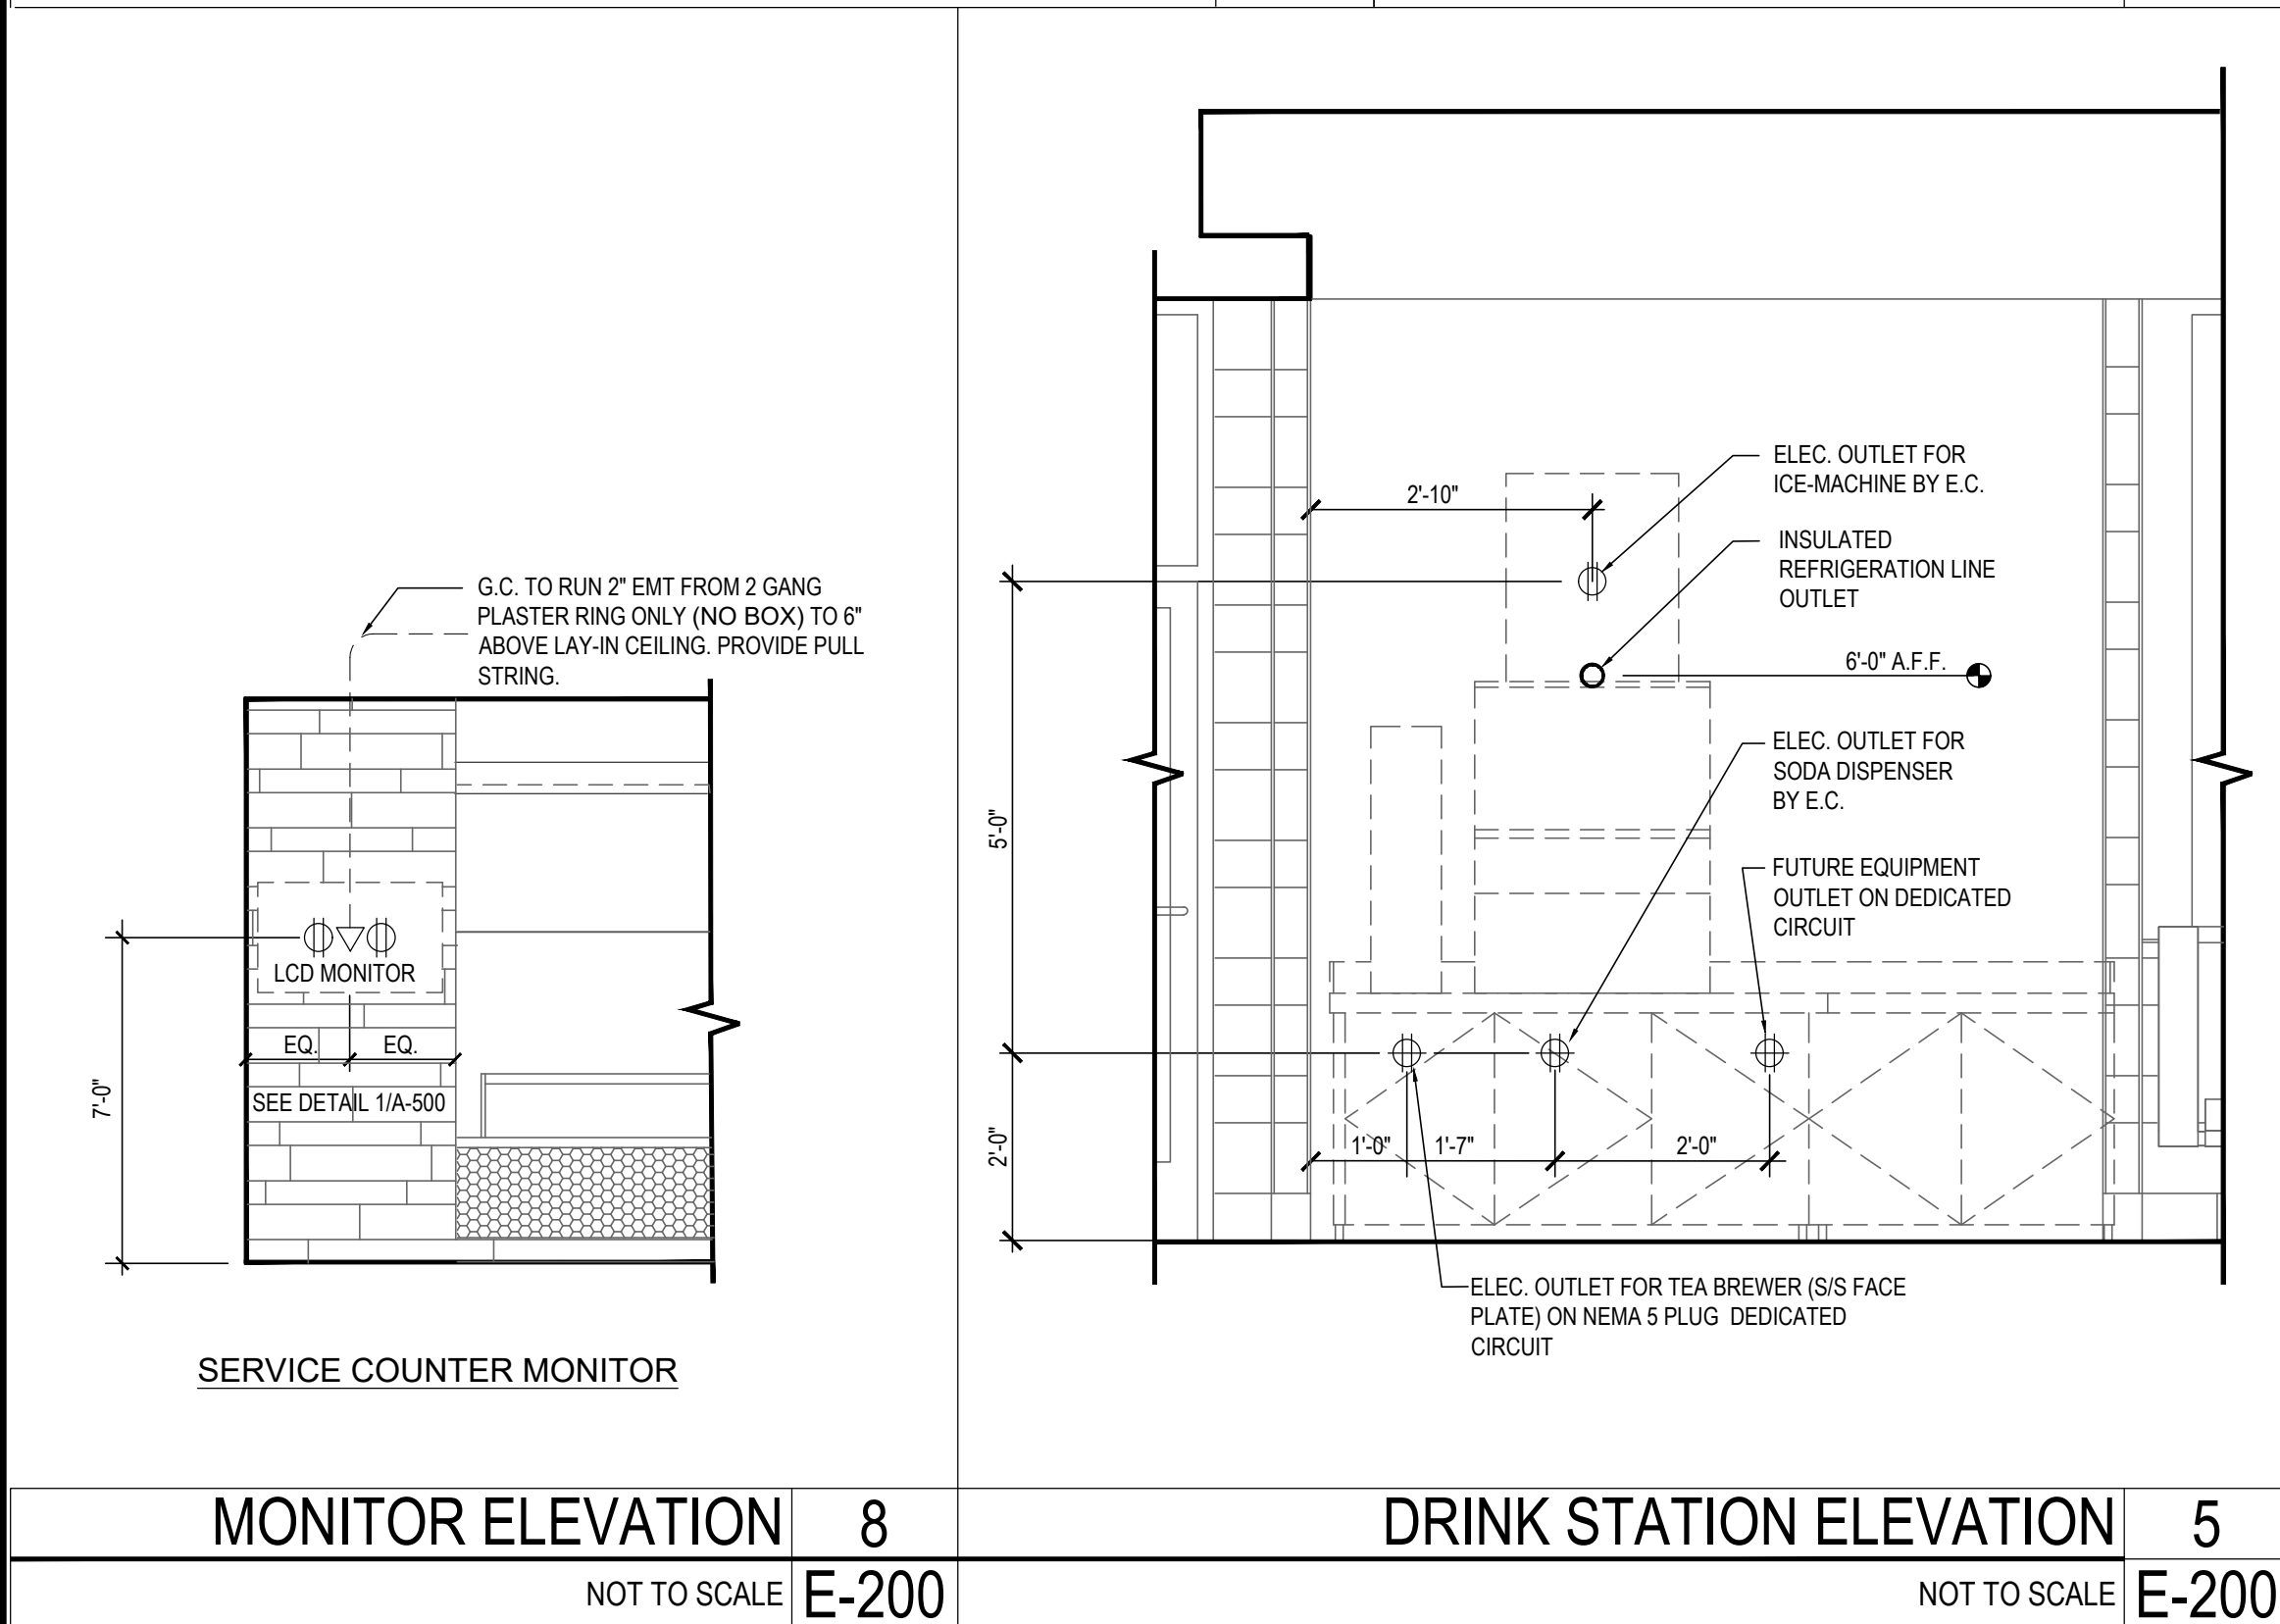 G.C. TO RUN 2" EMT FROM 2 GANG
PLASTER RING ONLY (NO BOX) TO 6"
ABOVE LAY-IN CEILING. PROVIDE PULL
STRING.
LCD MONITOR
EQ.
EQ.
SEE DETAIL 1/A-500
7'-0"
SERVICE COUNTER MONITOR
MONITOR ELEVATION
8
NOT TO SCALE
E-200
2'-10"
ELEC. OUTLET FOR
ICE-MACHINE BY E.C.
INSULATED
REFRIGERATION LINE
OUTLET
6'-0" A.F.F.
ELEC. OUTLET FOR
SODA DISPENSER
BY E.C.
5'-0"
FUTURE EQUIPMENT
OUTLET ON DEDICATED
CIRCUIT
2'-0"
1'-0"
1'-7"
2'-0"
ELEC. OUTLET FOR TEA BREWER (S/S FACE
PLATE) ON NEMA 5 PLUG DEDICATED
CIRCUIT
DRINK STATION ELEVATION
5
NOT TO SCALE
E-200